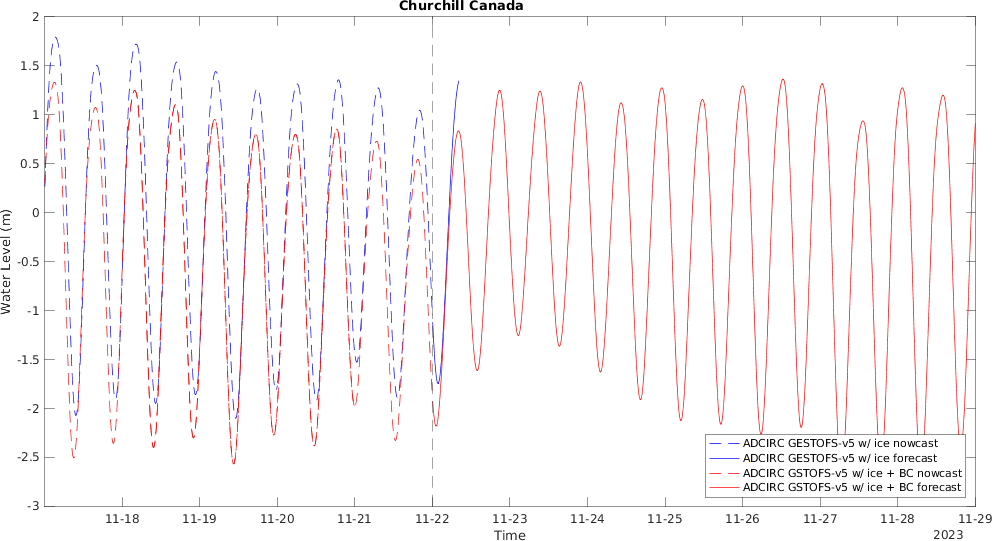 Churchill Canada
2
1.5
1
0.5
0
-0.5
-1
-1.5
-2
-2.5
-3
Water Level (m)
11-18 11-19 11-20 11-21 11-22 11-23 11-24 11-25 11-26 11-27 11-28 11-29
Time
2023
ADCIRC GESTOFS-v5 w/ ice nowcast
ADCIRC GESTOFS-v5 w/ ice forecast
ADCIRC GSTOFS-v5 w/ ice + BC nowcast
ADCIRC GSTOFS-v5 w/ ice + BC forecast